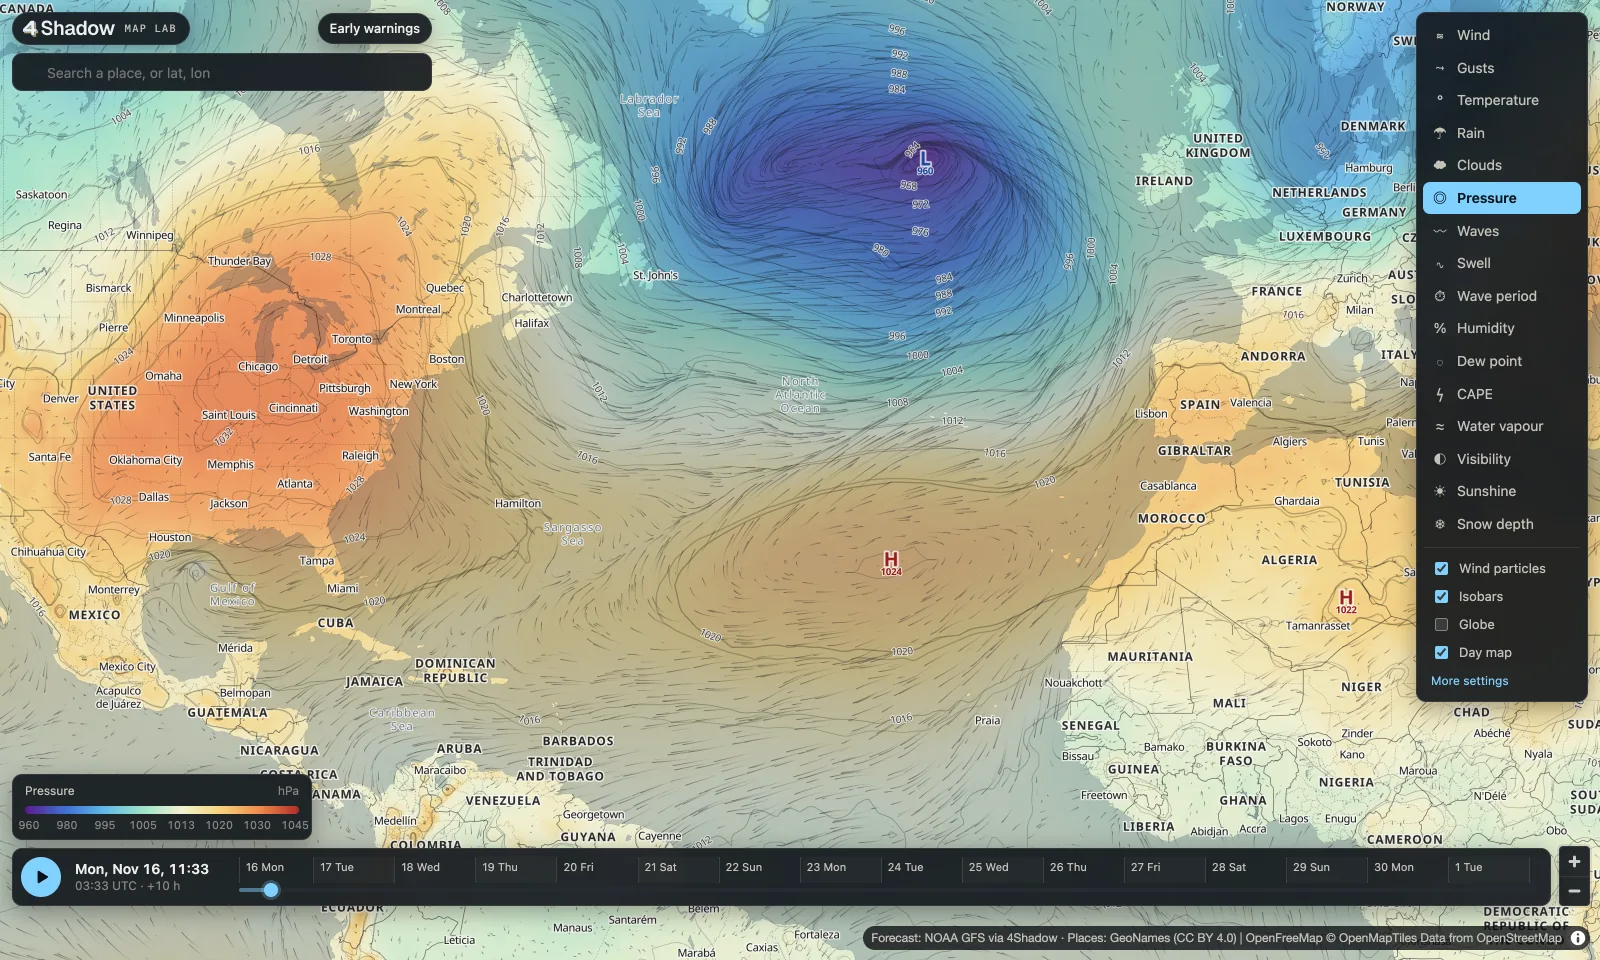 4Shadow MAP LAB
Early warnings
Search a place, or lat, lon
CANADA
NORWAY
Labrador
Sea
UNITED
KINGDOM
DENMARK
IRELAND
Hamburg
NETHERLANDS
GERMANY
LUXEMBOURG
Saskatoon
Regina
Winnipeg
Thunder Bay
Bismarck
Quebec
St. John's
Charlottetown
Montreal
Halifax
Pierre
Minneapolis
Toronto
Boston
Detroit
Chicago
Omaha
Pittsburgh
New York
Denver
UNITED
STATES
Saint Louis
Cincinnati
Washington
Santa Fe
Oklahoma City
Memphis
Raleigh
Atlanta
Dallas
Jackson
Hamilton
Houston
Sargasso
Sea
North
Atlantic
Ocean
Zurich
FRANCE
Milan
ANDORRA
ITALY
SPAIN
Valencia
Lisbon
GIBRALTAR
Algiers
Tunis
Casablanca
TUNISIA
Ghardaia
MOROCCO
ALGERIA
Chihuahua City
Tampa
Monterrey
Gulf of
Mexico
Miami
MEXICO
CUBA
Mérida
Mexico City
Acapulco
de Juárez
Belmopan
GUATEMALA
JAMAICA
DOMINICAN
REPUBLIC
Caribbean
Sea
NICARAGUA
ARUBA
BARBADOS
Maracaibo
TRINIDAD
AND TOBAGO
VENEZUELA
Medellín
Georgetown
GUYANA
Cayenne
COLOMBIA
Tamanrasset
MAURITANIA
Nouakchott
NIGER
MALI
Praia
CHAD
SENEGAL
Bissau
Bamako
BURKINA
FASO
Sokoto
Zinder
Kano
Abéché
Nyala
Maroua
GUINEA
NIGERIA
Freetown
GHANA
N'Délé
LIBERIA
Abidjan
Accra
Lagos
Enugu
CAMEROON
Obo
L
960
H
1024
H
1022
Wind
Gusts
Temperature
Rain
Clouds
Pressure
Waves
Swell
Wave period
Humidity
Dew point
CAPE
Water vapour
Visibility
Sunshine
Snow depth
Wind particles
Isobars
Globe
Day map
More settings
Pressure hPa
960 980 995 1005 1013 1020 1030 1045
Mon, Nov 16, 11:33
03:33 UTC · +10 h
16 Mon 17 Tue 18 Wed 19 Thu 20 Fri 21 Sat 22 Sun 23 Mon 24 Tue 25 Wed 26 Thu 27 Fri 28 Sat 29 Sun 30 Mon 1 Tue
+
−
ECUADOR
Leticia
Manaus
Santarém
Belem
Marabá
Caxias
Fortaleza
DEMOCRATIC
REPUBLIC OF
Forecast: NOAA GFS via 4Shadow · Places: GeoNames (CC BY 4.0) | OpenFreeMap © OpenMapTiles Data from OpenStreetMap